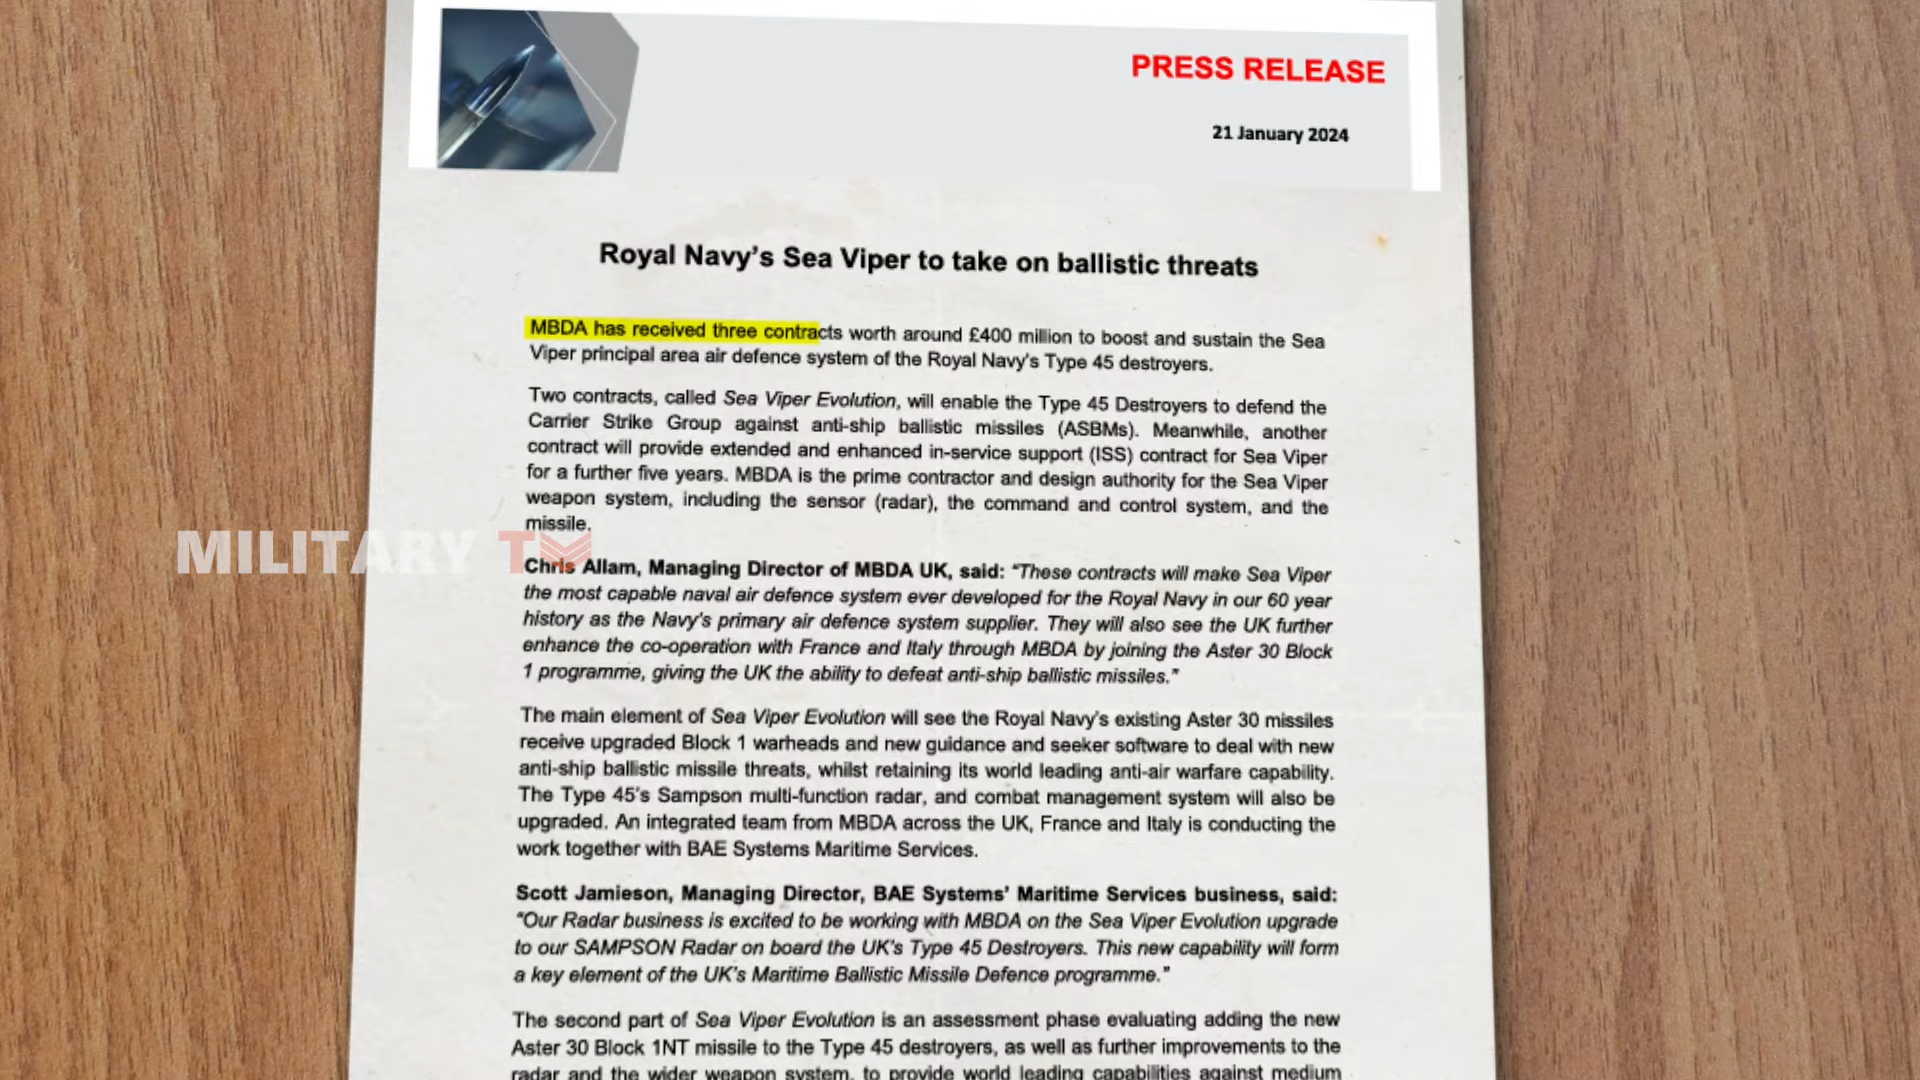 PRESS RELEASE
21 January 2024
Royal Navy's Sea Viper to take on ballistic threats
MBDA has received three contracts worth around £400 million to boost and sustain the Sea
Viper principal area air defence system of the Royal Navy's Type 45 destroyers.
Two contracts, called Sea Viper Evolution, will enable the Type 45 Destroyers to defend the
Carrier Strike Group against anti-ship ballistic missiles (ASBMs). Meanwhile, another
contract will provide extended and enhanced in-service support (ISS) contract for Sea Viper
for a further five years. MBDA is the prime contractor and design authority for the Sea Viper
weapon system, including the sensor (radar), the command and control system, and the
missile.
MILITARY TV
Chris Allam, Managing Director of MBDA UK, said: "These contracts will make Sea Viper
the most capable naval air defence system ever developed for the Royal Navy in our 60 year
history as the Navy's primary air defence system supplier. They will also see the UK further
enhance the co-operation with France and Italy through MBDA by joining the Aster 30 Block
1 programme, giving the UK the ability to defeat anti-ship ballistic missiles."
The main element of Sea Viper Evolution will see the Royal Navy's existing Aster 30 missiles
receive upgraded Block 1 warheads and new guidance and seeker software to deal with new
anti-ship ballistic missile threats, whilst retaining its world leading anti-air warfare capability.
The Type 45's Sampson multi-function radar, and combat management system will also be
upgraded. An integrated team from MBDA across the UK, France and Italy is conducting the
work together with BAE Systems Maritime Services.
Scott Jamieson, Managing Director, BAE Systems' Maritime Services business, said:
"Our Radar business is excited to be working with MBDA on the Sea Viper Evolution upgrade
to our SAMPSON Radar on board the UK's Type 45 Destroyers. This new capability will form
a key element of the UK's Maritime Ballistic Missile Defence programme."
The second part of Sea Viper Evolution is an assessment phase evaluating adding the new
Aster 30 Block 1NT missile to the Type 45 destroyers, as well as further improvements to the
radar and the wider weapon system, to provide world leading capabilities against medium